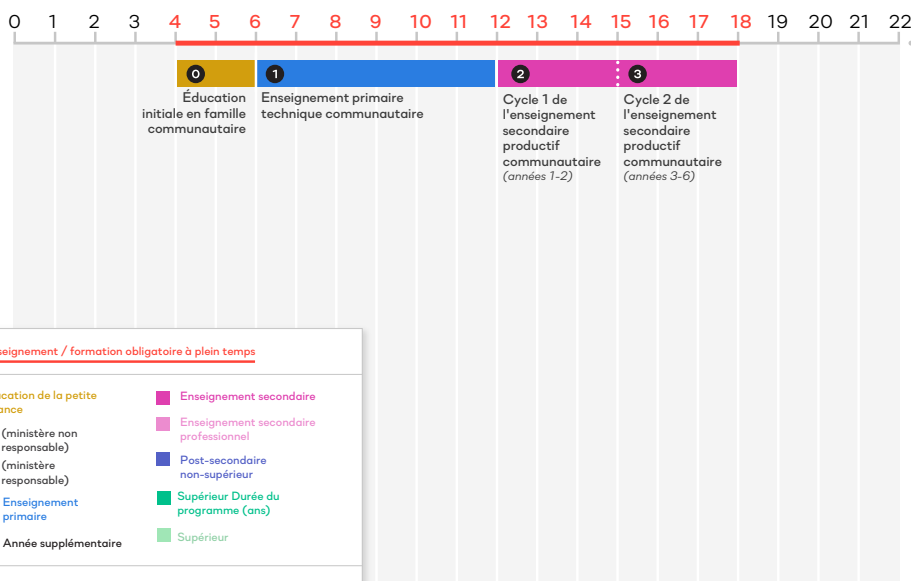 0 1 2 3 4 5 6 7 8 9 10 11 12 13 14 15 16 17 18 19 20 21 22
0 1 2 3
Éducation
initiale en famille
communautaire
Enseignement primaire
technique communautaire
Cycle 1 de
l'enseignement
secondaire
productif
communautaire
(années 1-2)
Cycle 2 de
l'enseignement
secondaire
productif
communautaire
(années 3-6)
seignement / formation obligatoire à plein temps
cation de la petite
ance
(ministère non
responsable)
(ministère
responsable)
Enseignement
primaire
Année supplémentaire
Enseignement secondaire
Enseignement secondaire
professionnel
Post-secondaire
non-supérieur
Supérieur Durée du
programme (ans)
Supérieur